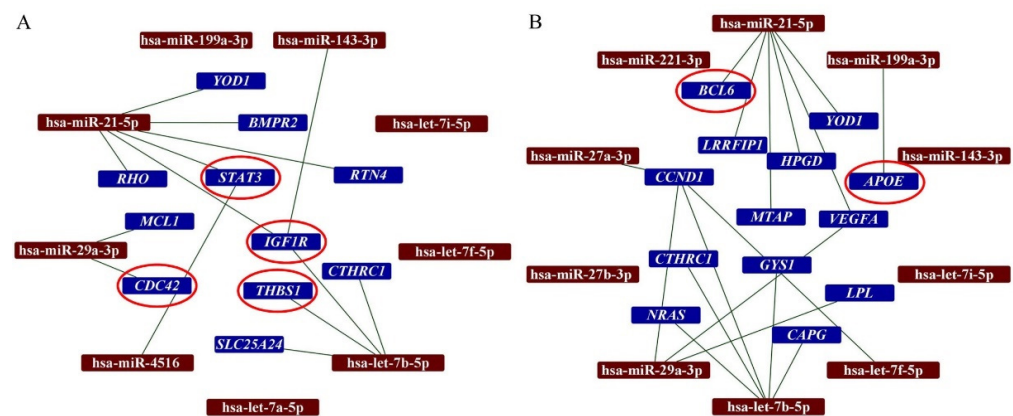 A
hsa-miR-199a-3p
hsa-miR-143-3p
YOD1
hsa-miR-21-5p
BMPR2
hsa-let-7i-5p
RHO
STAT3
RTN4
MCL1
hsa-miR-29a-3p
IGF1R
hsa-let-7f-5p
CTHRC1
CDC42
THBS1
SLC25A24
hsa-miR-4516
hsa-let-7b-5p
hsa-let-7a-5p
B
hsa-miR-21-5p
hsa-miR-221-3p
hsa-miR-199a-3p
BCL6
YOD1
LRRFIP1
hsa-miR-27a-3p
HPGD
hsa-miR-143-3p
CCND1
APOE
MTAP
VEGFA
CTHRC1
GYS1
hsa-miR-27b-3p
hsa-let-7i-5p
LPL
NRAS
CAPG
hsa-miR-29a-3p
hsa-let-7f-5p
hsa-let-7b-5p